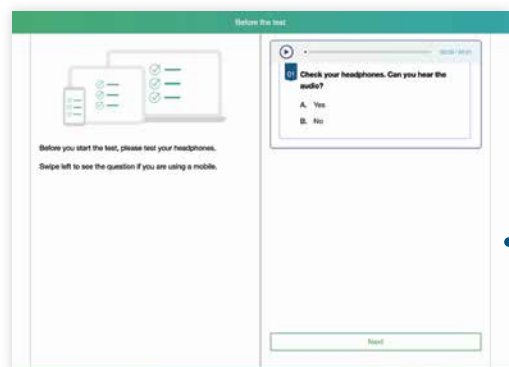 Before the test
Before you start the test, please test your headphones.
Swipe left to see the question if you are using a mobile.
01 Check your headphones. Can you hear the
audio?
A. Yes
B. No
Next